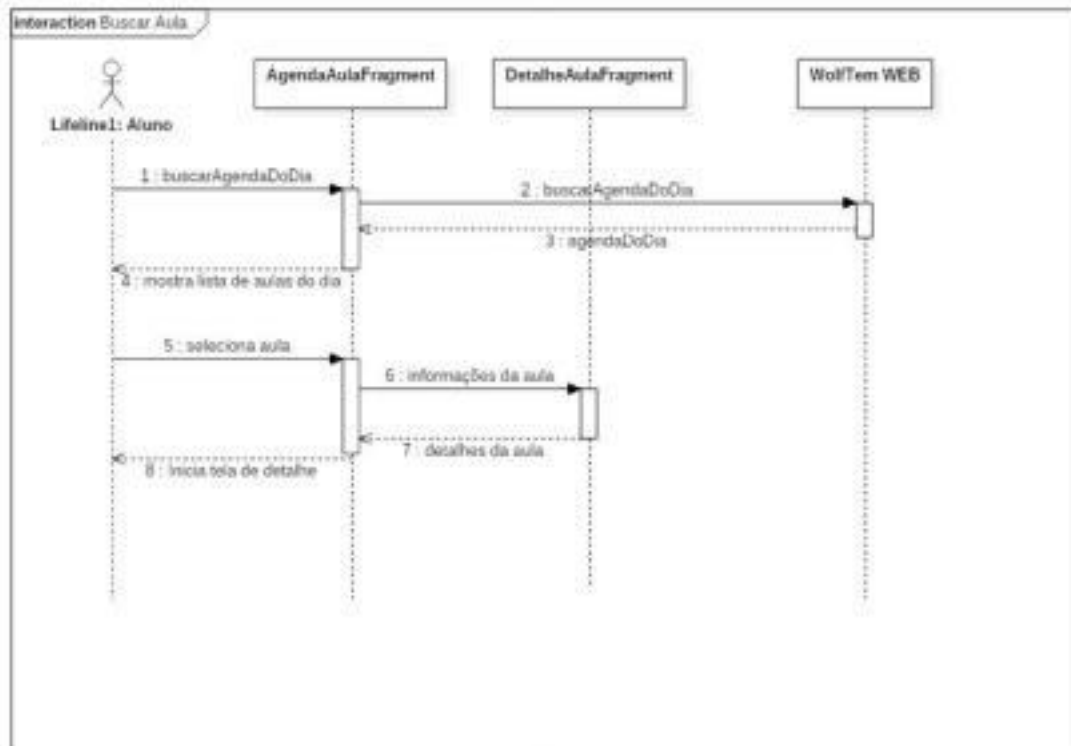 interaction Buscar Aula
AgendaAulaFragment
DetalheAulaFragment
WolfTem WEB
Lifeline1: Aluno
1 : buscarAgendaDoDia
2 : buscarAgendaDoDia
3 : agendaDoDia
4 : mostra lista de aulas do dia
5 : seleciona aula
6 : informações da aula
7 : detalhes da aula
8 : Inicia tela de detalhe